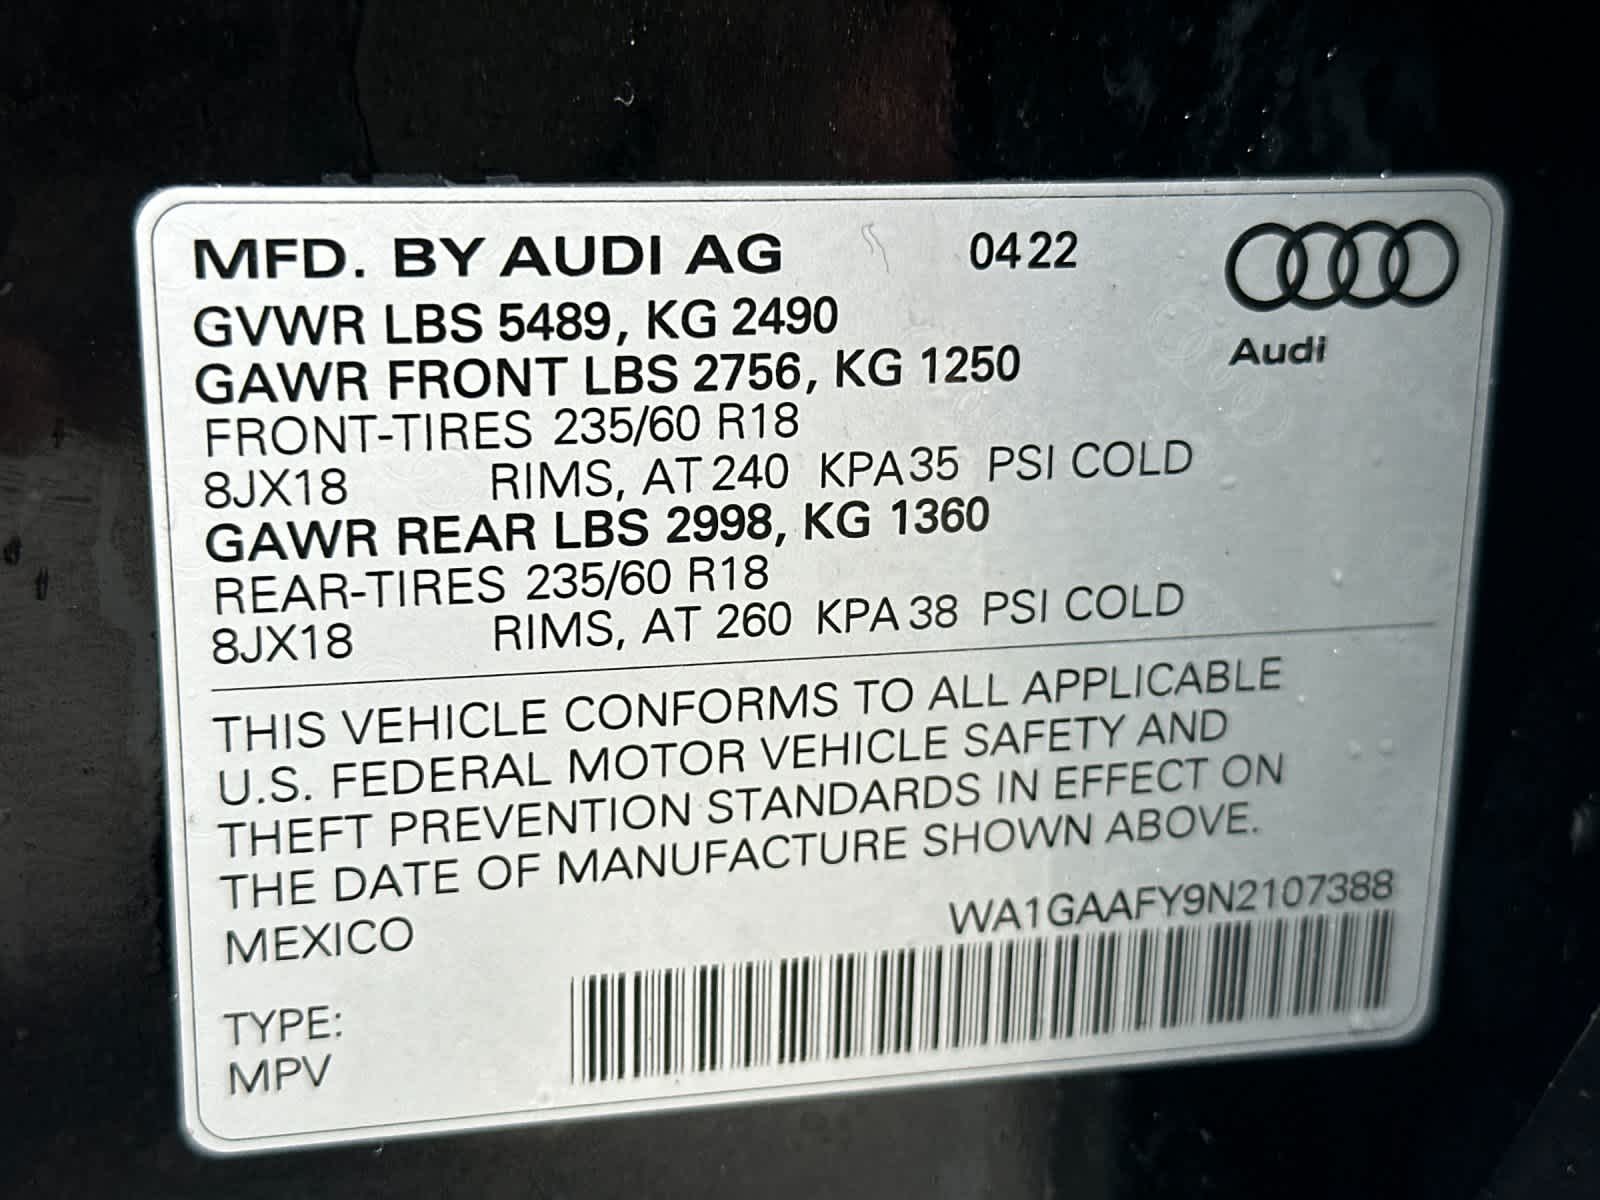 MFD. BY AUDI AG 04 22
GVWR LBS 5489, KG 2490
Audi
GAWR FRONT LBS 2756, KG 1250
FRONT-TIRES 235/60 R18
8JX18 RIMS, AT 240 KPA 35 PSI COLD
GAWR REAR LBS 2998, KG 1360
REAR-TIRES 235/60 R18
8JX18 RIMS, AT 260 KPA 38 PSI COLD
THIS VEHICLE CONFORMS TO ALL APPLICABLE
U.S. FEDERAL MOTOR VEHICLE SAFETY AND
THEFT PREVENTION STANDARDS IN EFFECT ON
THE DATE OF MANUFACTURE SHOWN ABOVE.
MEXICO WA1GAAFY9N2107388
TYPE:
MPV